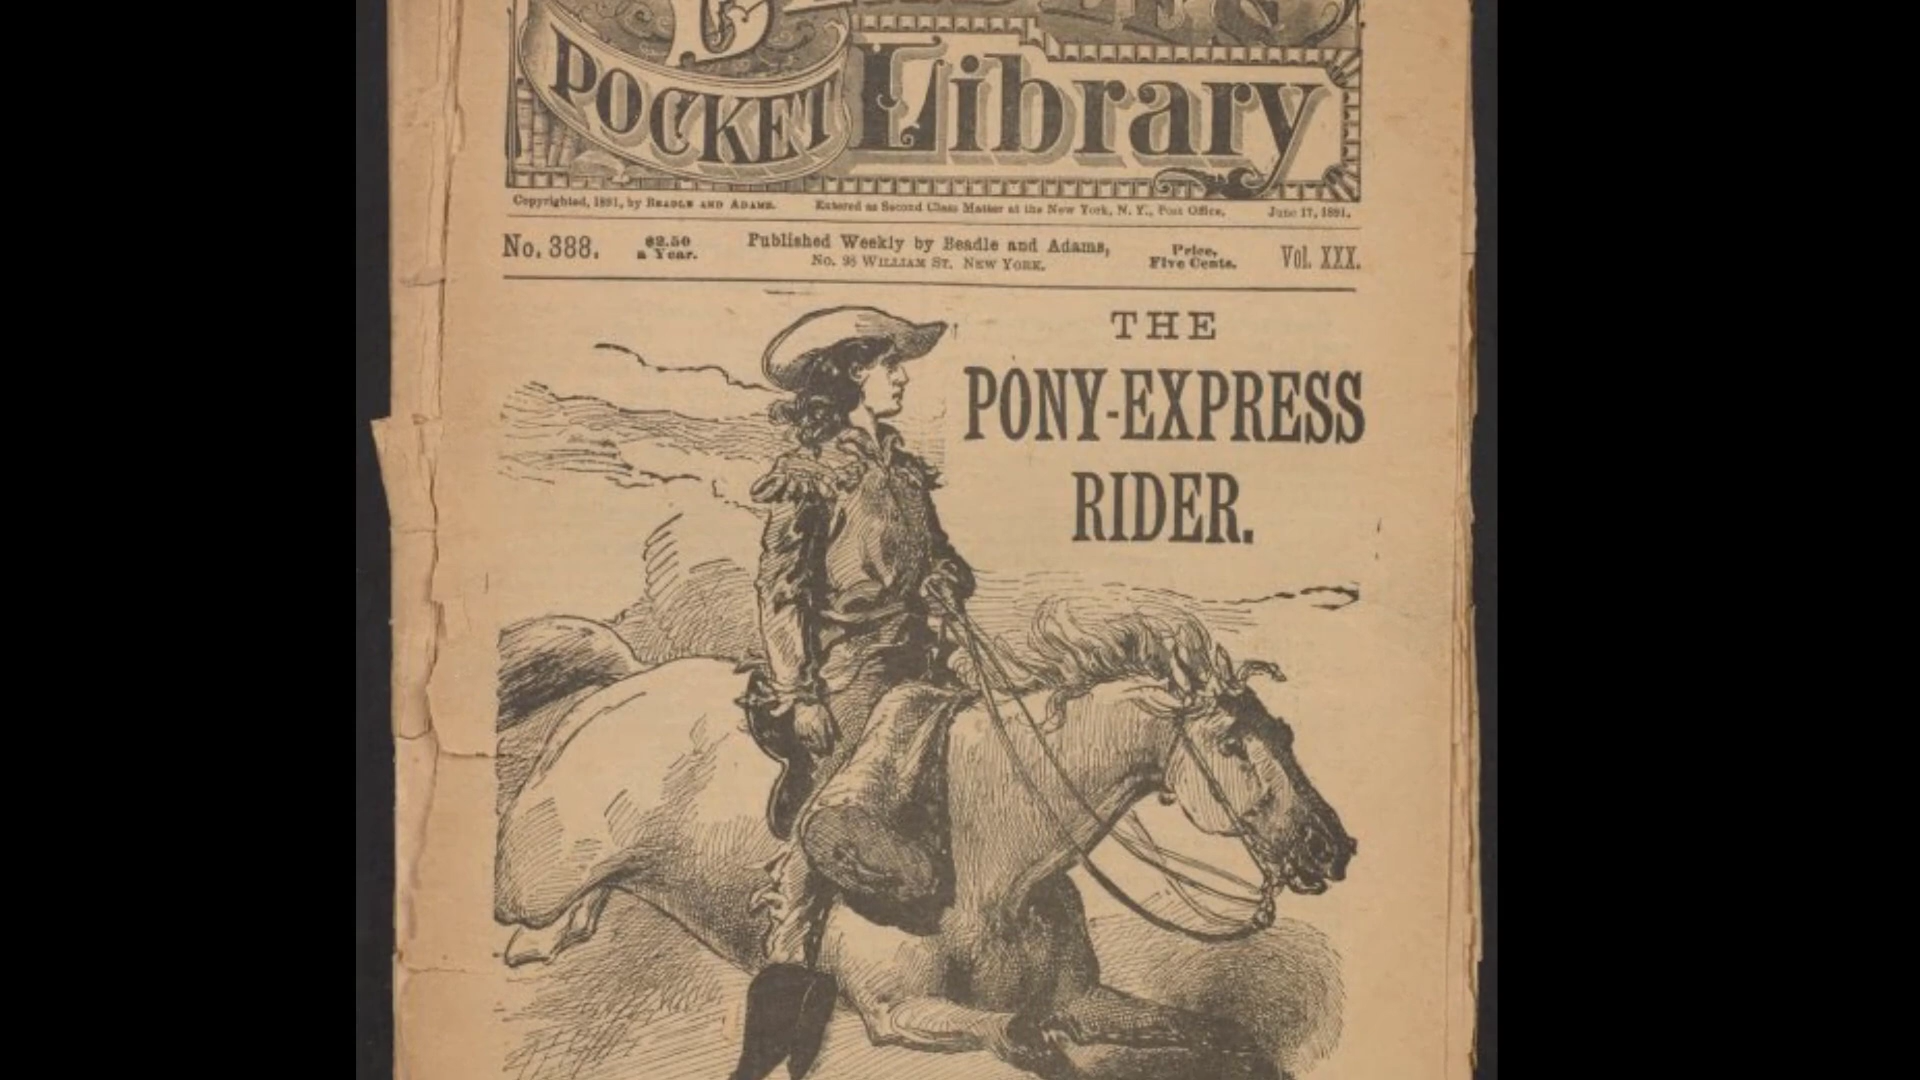 POCKET Library
Copyrighted, 1891, by BEADLE AND ADAMS. Entered as Second Class Matter at the New York, N. Y., Post Office. June 17, 1891.
No. 388. $2.50 a Year. Published Weekly by Beadle and Adams, Price, Five Cents. Vol. XXX.
No. 98 WILLIAM ST. NEW YORK.
THE
PONY-EXPRESS
RIDER.